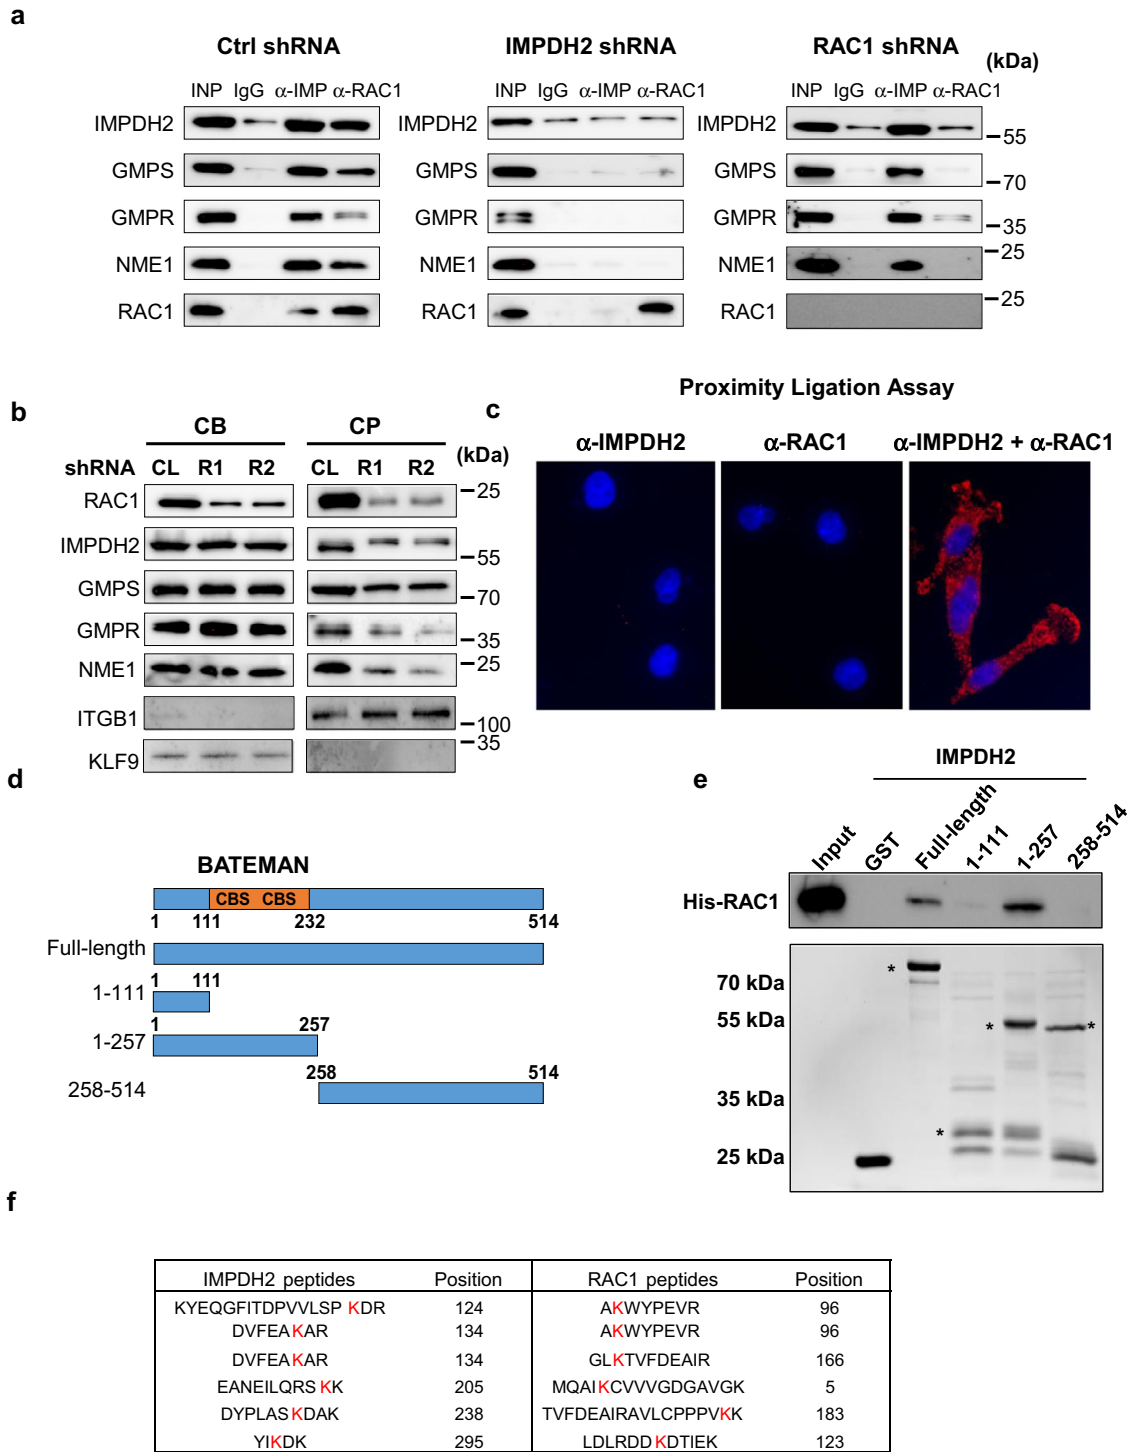 a
Ctrl shRNA
IMPDH2 shRNA
RAC1 shRNA
(kDa)
INP IgG α-IMP α-RAC1
INP IgG α-IMP α-RAC1
INP IgG α-IMP α-RAC1
IMPDH2
IMPDH2
IMPDH2
55
GMPS
GMPS
GMPS
70
GMPR
GMPR
GMPR
35
NME1
NME1
NME1
25
RAC1
RAC1
RAC1
25
b
CB
CP
(kDa)
shRNA CL R1 R2
CL R1 R2
RAC1
25
IMPDH2
55
GMPS
70
GMPR
35
NME1
25
ITGB1
100
KLF9
35
c
Proximity Ligation Assay
α-IMPDH2
α-RAC1
α-IMPDH2 + α-RAC1
d
BATEMAN
CBS CBS
1 111 232 514
Full-length
1 111
1-111
1 257
1-257
258 514
258-514
e
IMPDH2
Input
GST
Full-length
1-111
1-257
258-514
His-RAC1
*
70 kDa
55 kDa
* *
35 kDa
*
25 kDa
f
IMPDH2 peptides Position RAC1 peptides Position
KYEQGFITDPVVLSP KDR 124 AKWYPEVR 96
DVFEAKAR 134 AKWYPEVR 96
DVFEAKAR 134 GLKTVFDEAIR 166
EANEILQRS KK 205 MQAIKCVVVGDGAVGK 5
DYPLASKDAK 238 TVFDEAIRAVLCPPPVKK 183
YIKDK 295 LDLRDDKDTIEK 123